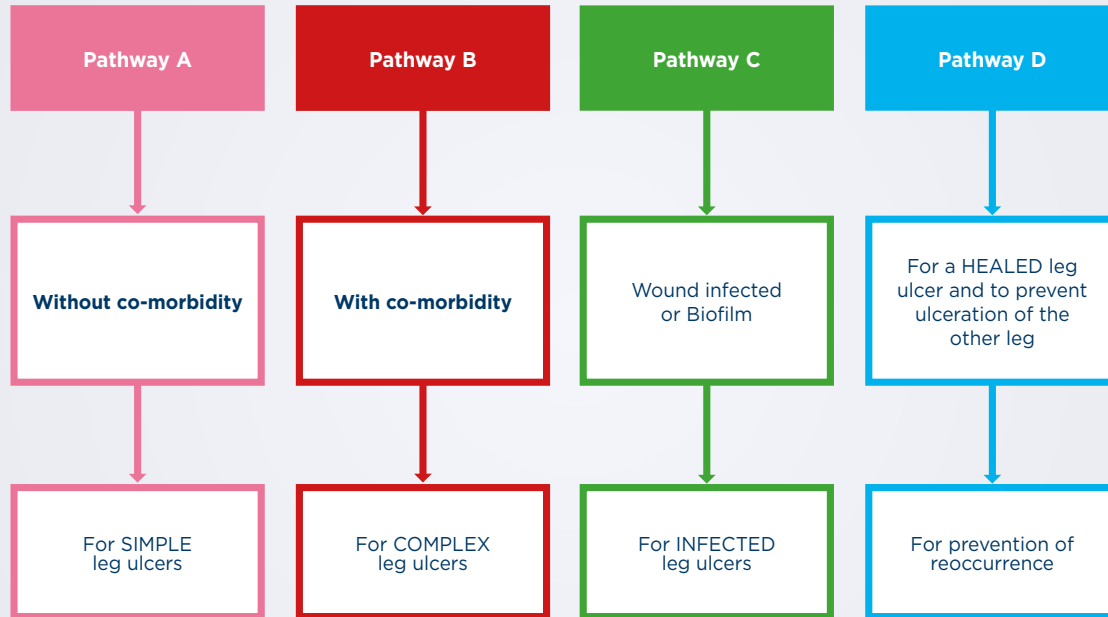 Pathway A
Pathway B
Pathway C
Pathway D
Without co-morbidity
With co-morbidity
Wound infected
or Biofilm
For a HEALED leg
ulcer and to prevent
ulceration of the
other leg
For SIMPLE
leg ulcers
For COMPLEX
leg ulcers
For INFECTED
leg ulcers
For prevention of
reoccurrence